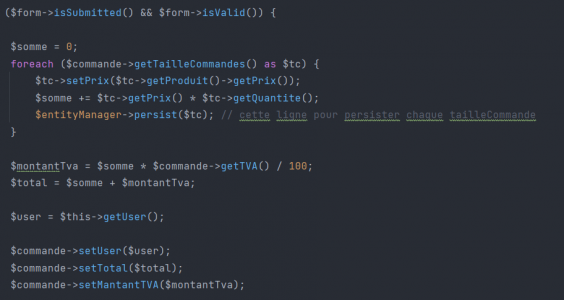 ($form->isSubmitted() && $form->isValid()) {
$somme = 0;
foreach ($commande->getTailleCommandes() as $tc) {
$tc->setPrix($tc->getProduit()->getPrix());
$somme += $tc->getPrix() * $tc->getQuantite();
$entityManager->persist($tc); // cette ligne pour persister chaque tailleCommande
}
$montantTva = $somme * $commande->getTVA() / 100;
$total = $somme + $montantTva;
$user = $this->getUser();
$commande->setUser($user);
$commande->setTotal($total);
$commande->setMantantTVA($montantTva);